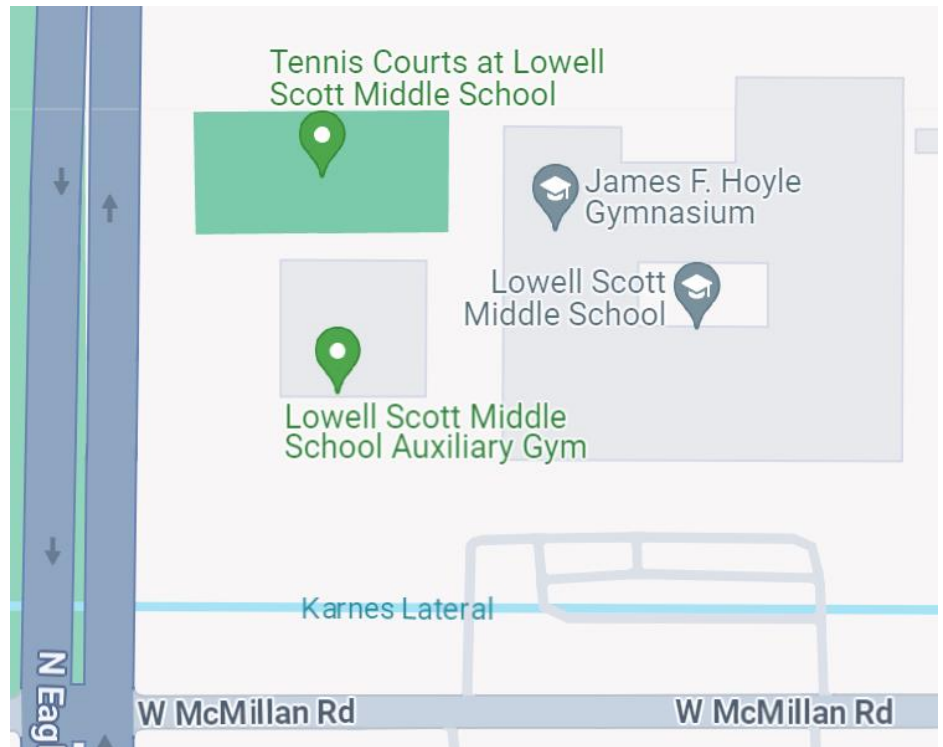 Tennis Courts at Lowell
Scott Middle School
James F. Hoyle
Gymnasium
Lowell Scott
Middle School
Lowell Scott Middle
School Auxiliary Gym
Karnes Lateral
N
W McMillan Rd
W McMillan Rd